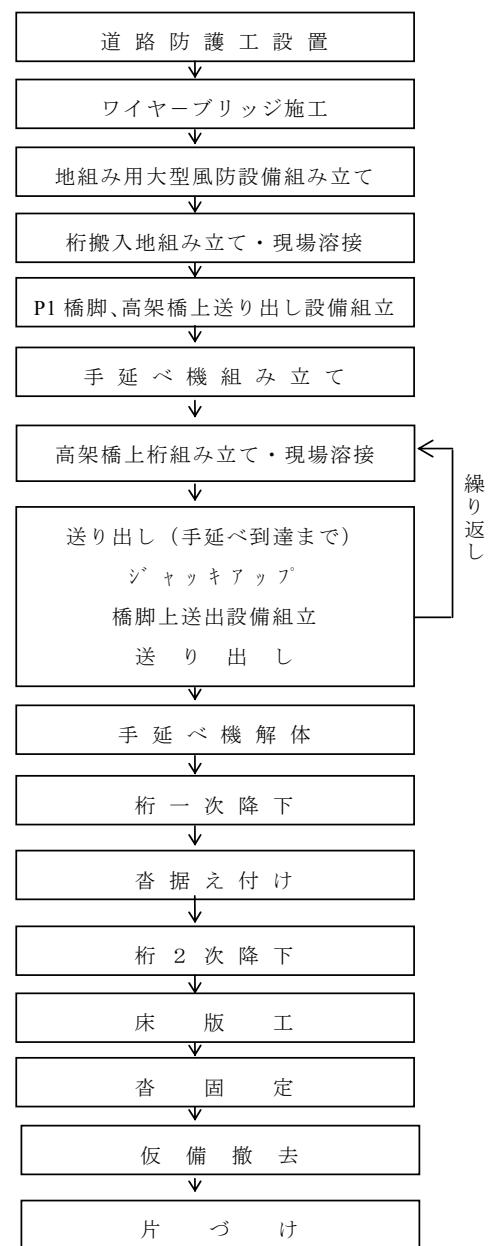 道路防護工設置
ワイヤーブリッジ施工
地組み用大型風防設備組み立て
桁搬入地組み立て・現場溶接
P1橋脚、高架橋上送り出し設備組立
手延べ機組み立て
高架橋上桁組み立て・現場溶接
繰り返し
送り出し（手延べ到達まで）
ｼﾞｬｯｷｱｯﾌﾟ
橋脚上送出設備組立
送り出し
手延べ機解体
桁一次降下
沓据え付け
桁２次降下
床版工
沓固定
仮備撤去
片づけ